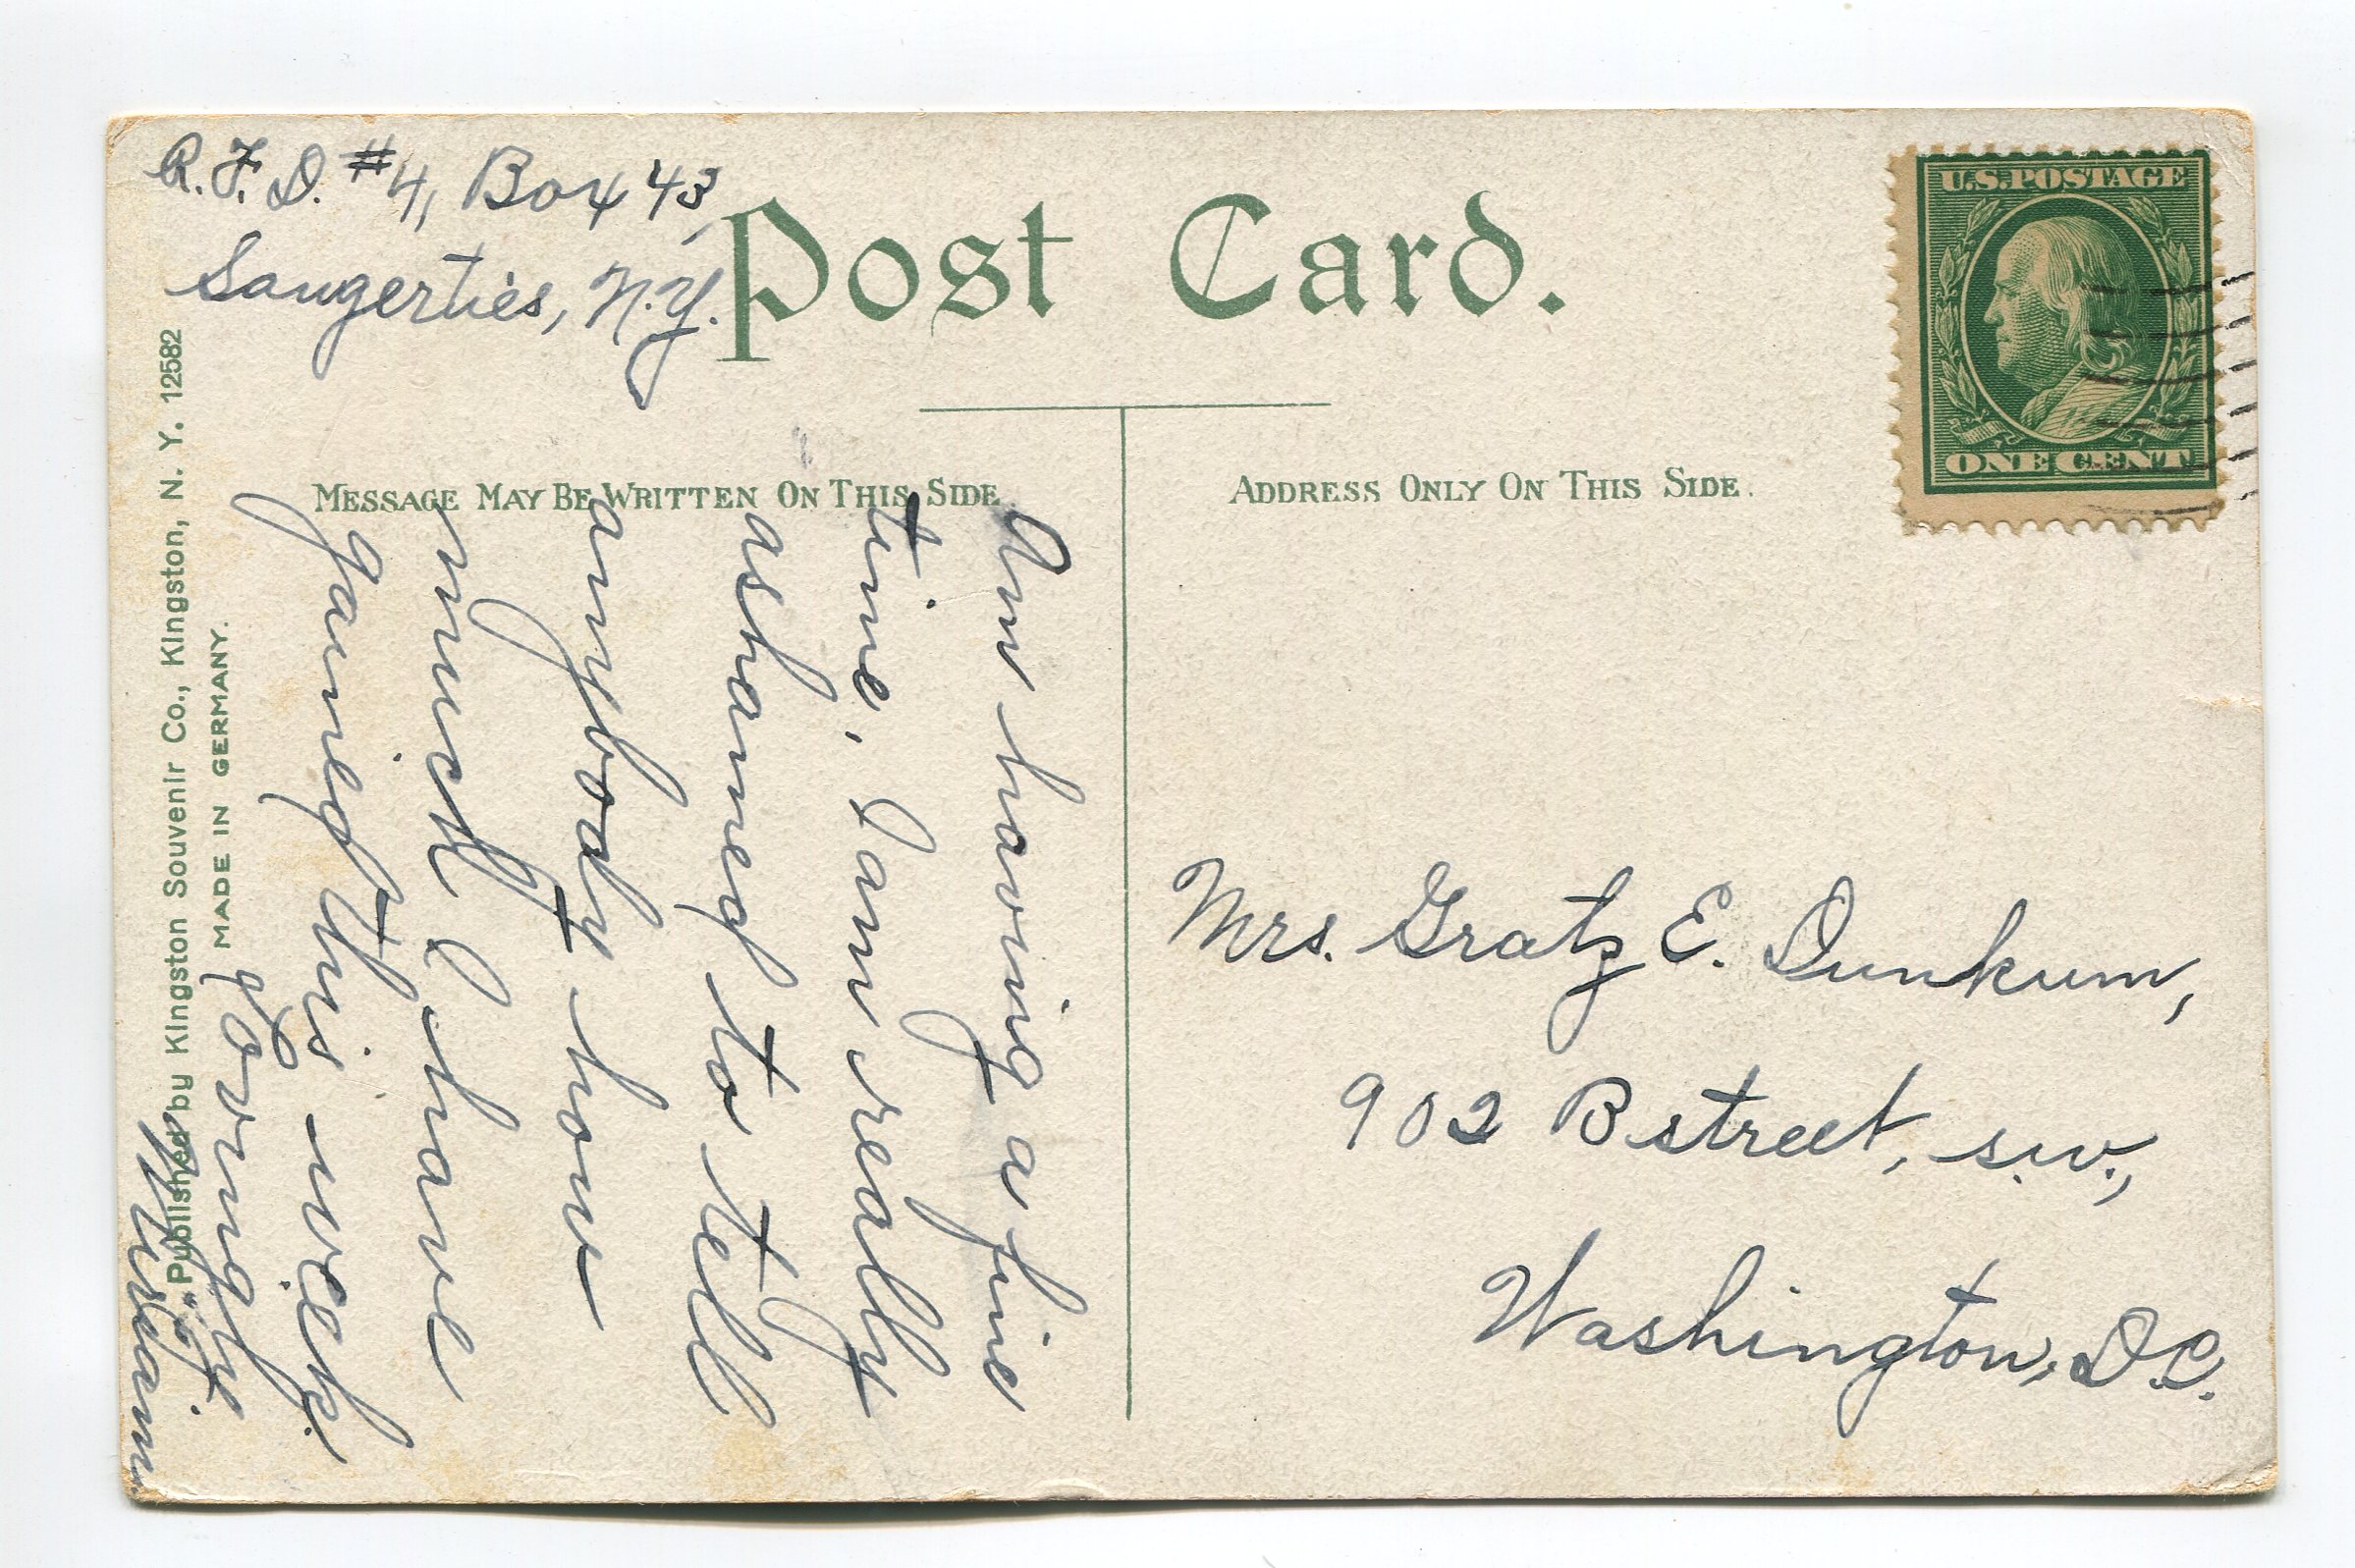 R.F.D. #4, Box 43,
Saugerties, N.Y.
Post Card.
U.S. POSTAGE
ONE CENT
MESSAGE MAY BE WRITTEN ON THIS SIDE.
ADDRESS ONLY ON THIS SIDE.
Am having a fine
time, I am really
ashamed to tell
anybody how
much I have
gained this week.
Lovingly
Miriam
Mrs. Gratz E. Dunkum,
902 B street, s.w.,
Washington, D.C.
Published by Kingston Souvenir Co., Kingston, N. Y. 12582
MADE IN GERMANY.